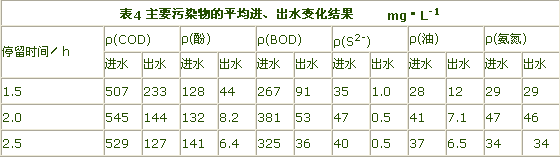 表4 主要污染物的平均进、出水变化结果 mg·L-1
停留时间／h ρ(COD) ρ(酚) ρ(BOD) ρ(S2-) ρ(油) ρ(氨氮)
进水 出水 进水 出水 进水 出水 进水 出水 进水 出水 进水 出水
1.5 507 233 128 44 267 91 35 1.0 28 12 29 29
2.0 545 144 132 8.2 381 53 47 0.5 41 7.1 47 46
2.5 529 127 141 6.4 325 36 40 0.5 37 6.5 34 34